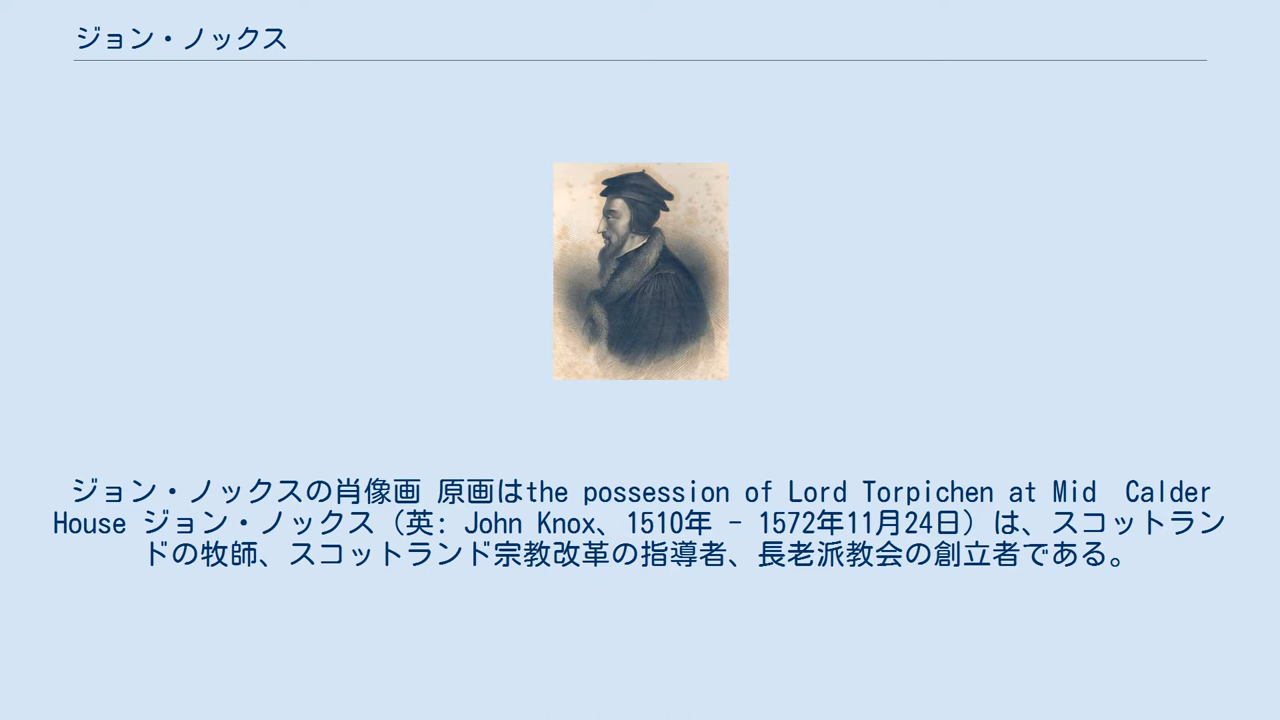 ジョン・ノックス
ジョン・ノックスの肖像画 原画はthe possession of Lord Torpichen at Mid  Calder
House ジョン・ノックス（英: John Knox、1510年 - 1572年11月24日）は、スコットラン
ドの牧師、スコットランド宗教改革の指導者、長老派教会の創立者である。